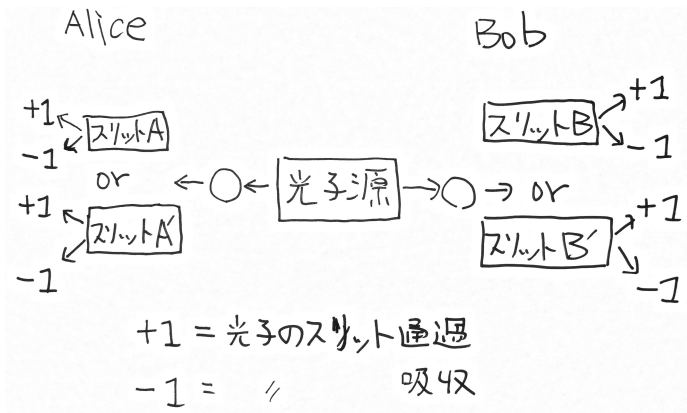 Alice
Bob
+1
スリットA
-1
or
+1
スリットA´
-1
光子源
スリットB
+1
-1
or
スリットB´
+1
-1
+1 = 光子のスリット通過
-1 = 〃 吸収